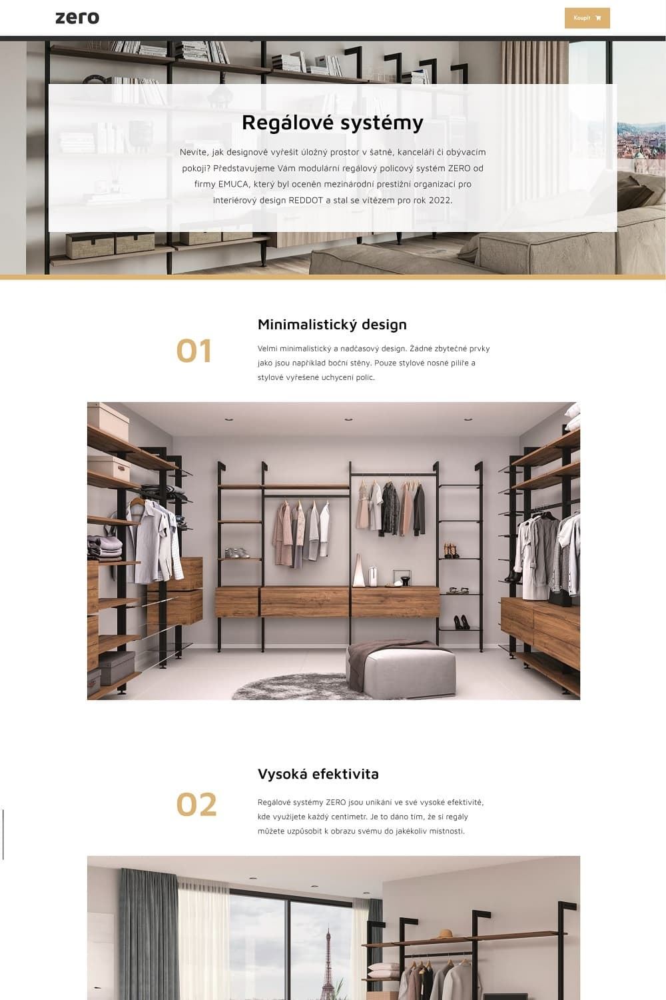 zero
Koupit
Regálové systémy
Nevíte, jak designově vyřešit úložný prostor v šatně, kanceláři či obývacím
pokoji? Představujeme Vám modulární regálový policový systém ZERO od
firmy EMUCA, který byl oceněn mezinárodní prestižní organizací pro
interiérový design REDDOT a stal se vítězem pro rok 2022.
01
Minimalistický design
Velmi minimalistický a nadčasový design. Žádné zbytečné prvky
jako jsou například boční stěny. Pouze stylové nosné pilíře a
stylově vyřešené uchycení polic.
02
Vysoká efektivita
Regálové systémy ZERO jsou unikání ve své vysoké efektivitě,
kde využijete každý centimetr. Je to dáno tím, že si regály
můžete uzpůsobit k obrazu svému do jakékoliv místnosti.